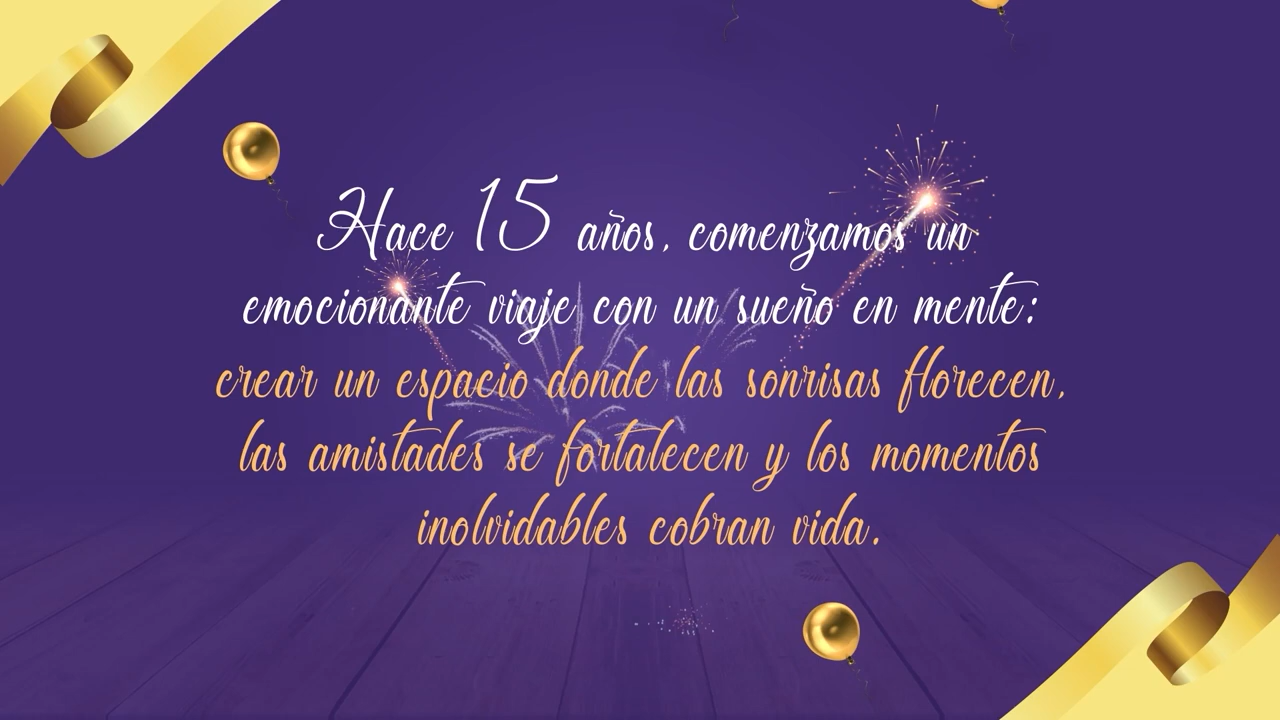 Hace 15 años, comenzamos un
emocionante viaje con un sueño en mente:
crear un espacio donde las sonrisas florecen,
las amistades se fortalecen y los momentos
inolvidables cobran vida.